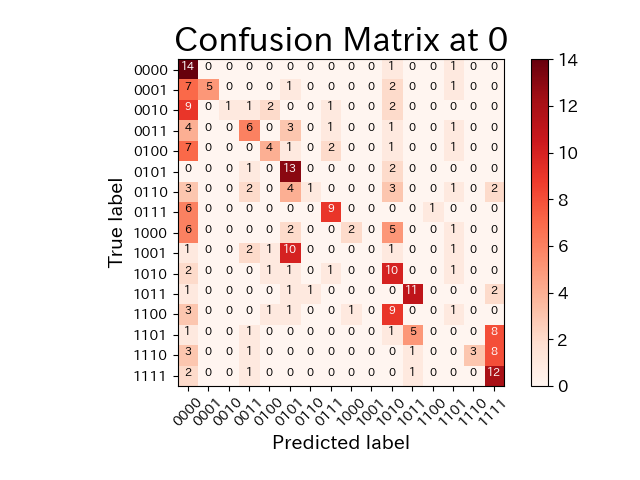 Confusion Matrix at 0
True label
0000 14 0 0 0 0 0 0 0 0 0 1 0 0 1 0 0
0001 7 5 0 0 0 1 0 0 0 0 2 0 0 1 0 0
0010 9 0 1 1 2 0 0 1 0 0 2 0 0 0 0 0
0011 4 0 0 6 0 3 0 1 0 0 1 0 0 1 0 0
0100 7 0 0 0 4 1 0 2 0 0 1 0 0 1 0 0
0101 0 0 0 1 0 13 0 0 0 0 2 0 0 0 0 0
0110 3 0 0 2 0 4 1 0 0 0 3 0 0 1 0 2
0111 6 0 0 0 0 0 0 9 0 0 0 0 1 0 0 0
1000 6 0 0 0 0 2 0 0 2 0 5 0 0 1 0 0
1001 1 0 0 2 1 10 0 0 0 0 1 0 0 1 0 0
1010 2 0 0 0 1 1 0 1 0 0 10 0 0 1 0 0
1011 1 0 0 0 0 1 1 0 0 0 0 11 0 0 0 2
1100 3 0 0 0 1 1 0 0 1 0 9 0 0 1 0 0
1101 1 0 0 1 0 0 0 0 0 0 1 5 0 0 0 8
1110 3 0 0 1 0 0 0 0 0 0 0 1 0 0 3 8
1111 2 0 0 1 0 0 0 0 0 0 0 1 0 0 0 12
0000 0001 0010 0011 0100 0101 0110 0111 1000 1001 1010 1011 1100 1101 1110 1111
Predicted label
14
12
10
8
6
4
2
0